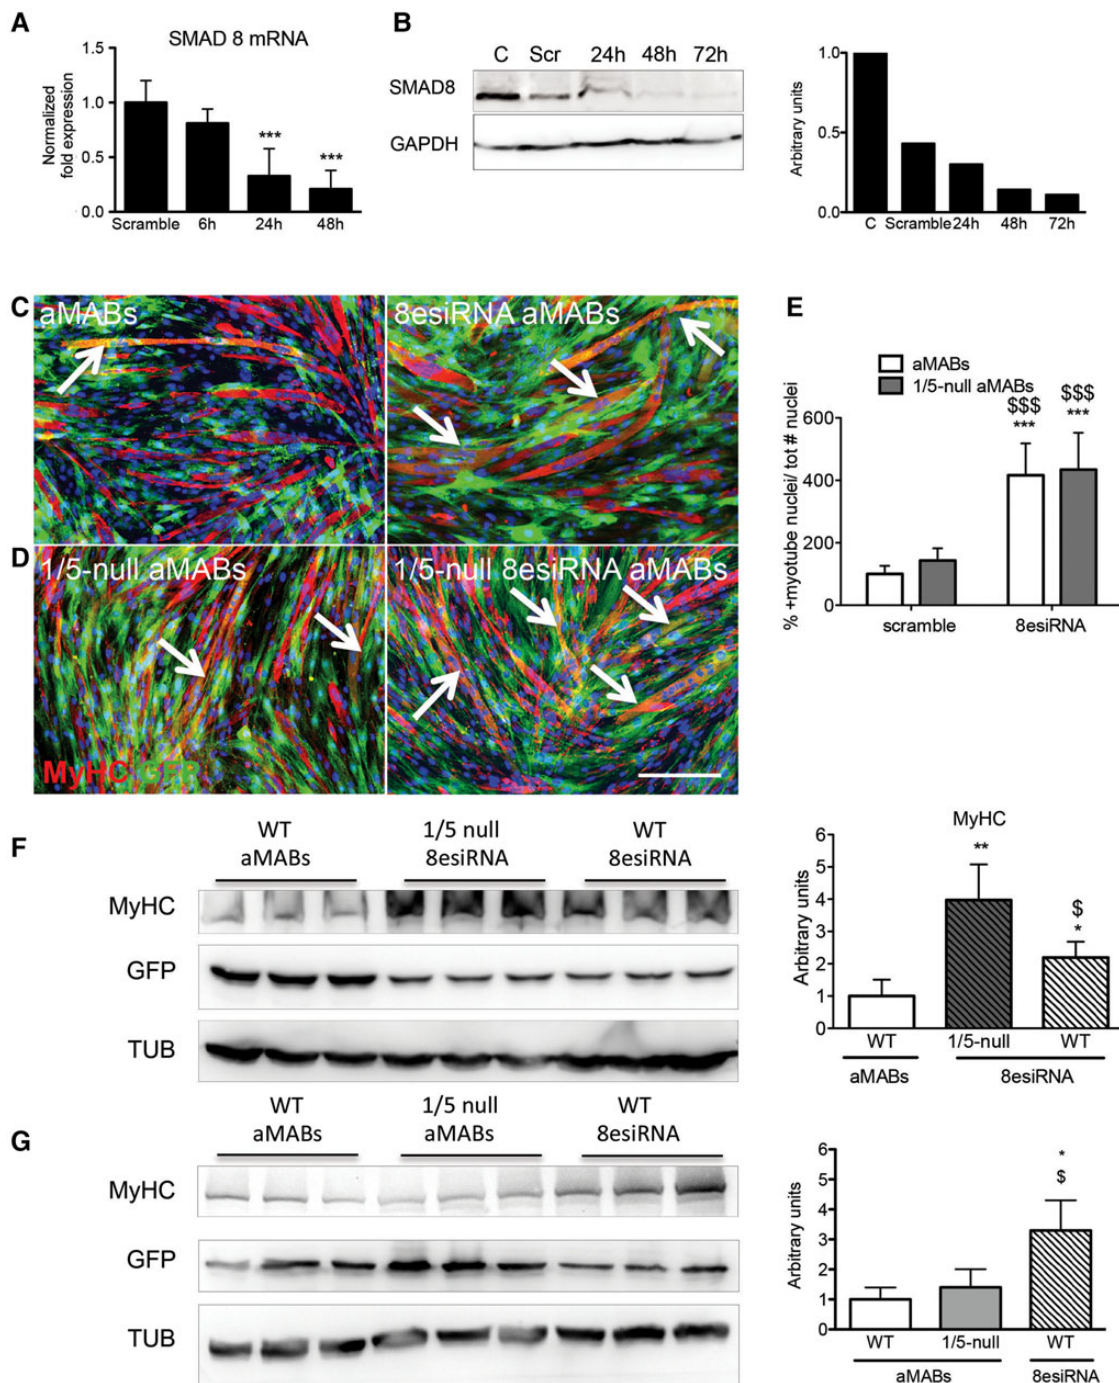 A
SMAD 8 mRNA
Normalized
fold expression
1.5
1.0
0.5
0.0
***
***
Scramble 6h 24h 48h
B
C Scr 24h 48h 72h
SMAD8
GAPDH
Arbitrary units
1.0
0.5
0.0
C Scramble 24h 48h 72h
C
aMABs
8esiRNA aMABs
D
1/5-null aMABs
1/5-null 8esiRNA aMABs
MyHC GFP
E
aMABs
1/5-null aMABs
% +myotube nuclei/ tot # nuclei
600
400
200
0
$$$
***
$$$
***
scramble 8esiRNA
F
WT
aMABs
1/5 null
8esiRNA
WT
8esiRNA
MyHC
GFP
TUB
MyHC
Arbitrary units
6
5
4
3
2
1
0
**
$
*
WT 1/5-null WT
aMABs 8esiRNA
G
WT
aMABs
1/5 null
aMABs
WT
8esiRNA
MyHC
GFP
TUB
Arbitrary units
6
5
4
3
2
1
0
*
$
WT 1/5-null WT
aMABs 8esiRNA